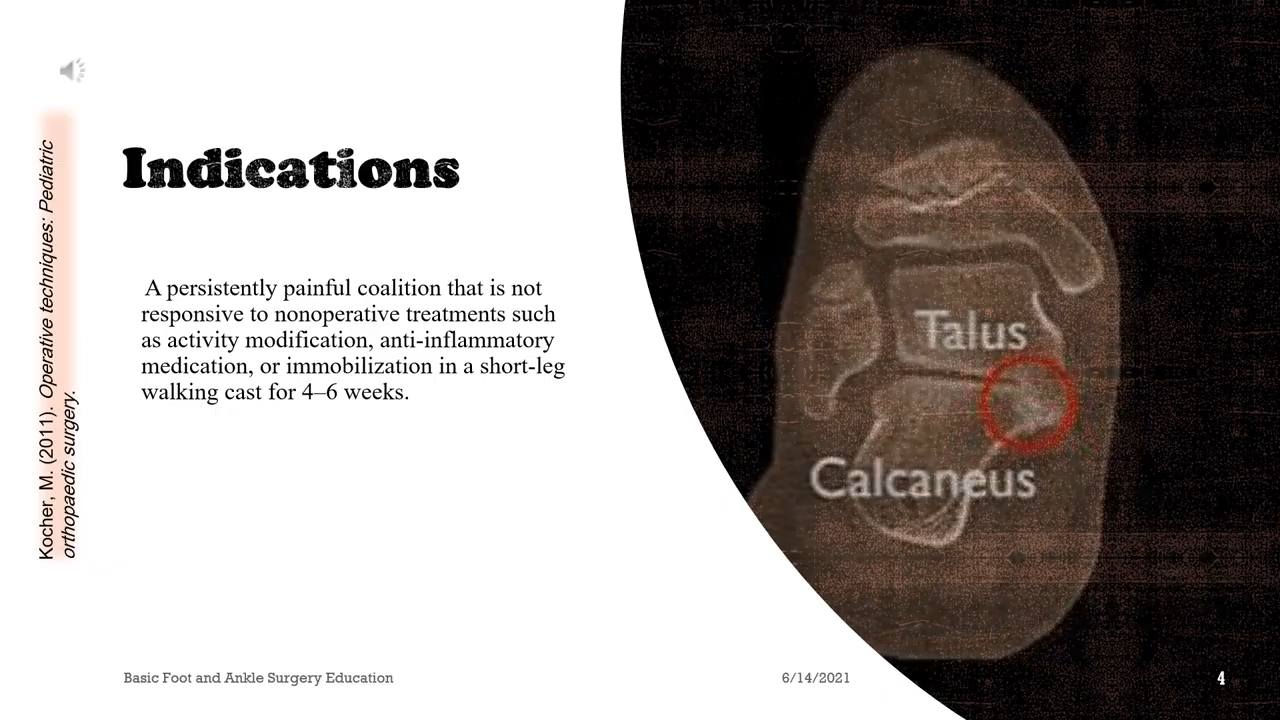 Kocher, M. (2011). Operative techniques: Pediatric
orthopaedic surgery.
Indications
A persistently painful coalition that is not
responsive to nonoperative treatments such
as activity modification, anti-inflammatory
medication, or immobilization in a short-leg
walking cast for 4–6 weeks.
Talus
Calcaneus
Basic Foot and Ankle Surgery Education
6/14/2021
4